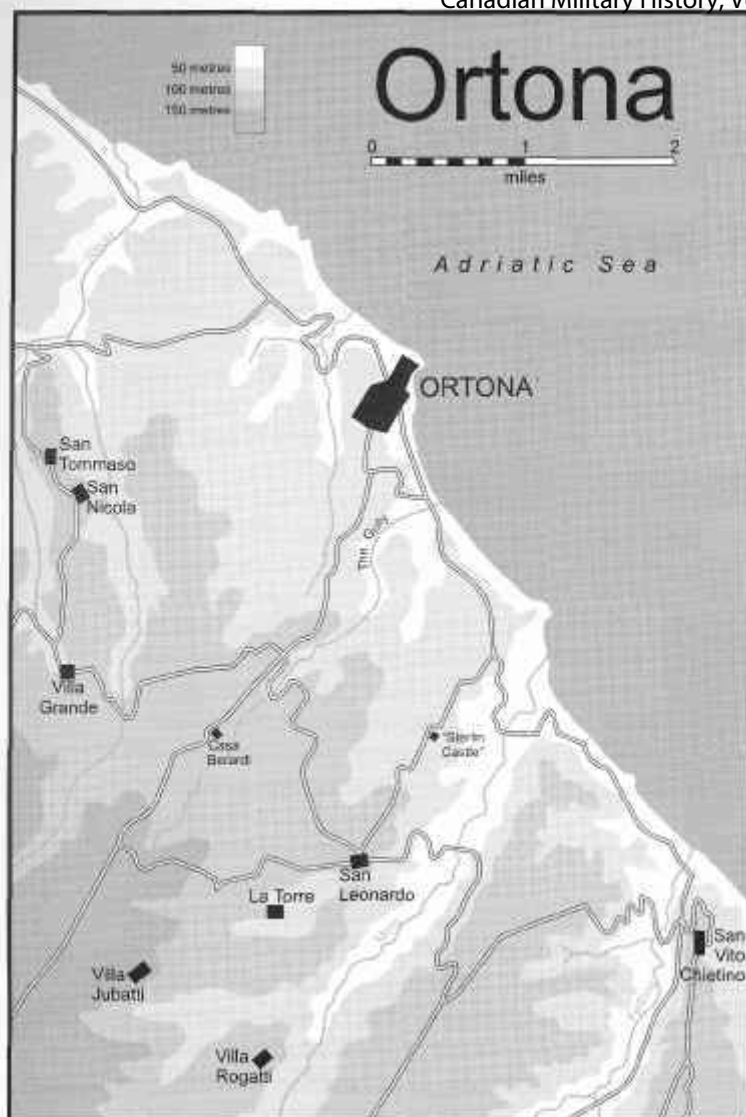 Canadian Military History,
50 metres
100 metres
150 metres
Ortona
0 1 2
miles
Adriatic Sea
ORTONA
San
Tommaso
San
Nicola
The Gully
Villa
Grande
Casa
Berardi
Castle"
San
Leonardo
La Torre
San
Vito
Chietino
Villa
Jubatti
Villa
Rogatti